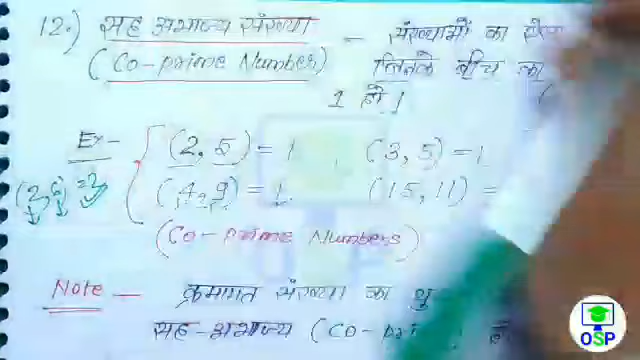 12.) सह अभाज्य संख्या — संख्याओं का
(Co-prime Number) जिनके बीच का
1 हो।
Ex- (2, 5) = 1, (3, 5) = 1
(4, 9) = 1. (15, 11) =
(Co-prime Numbers)
Note — क्रमागत संख्या का
सह-अभाज्य (Co-pri
OSP